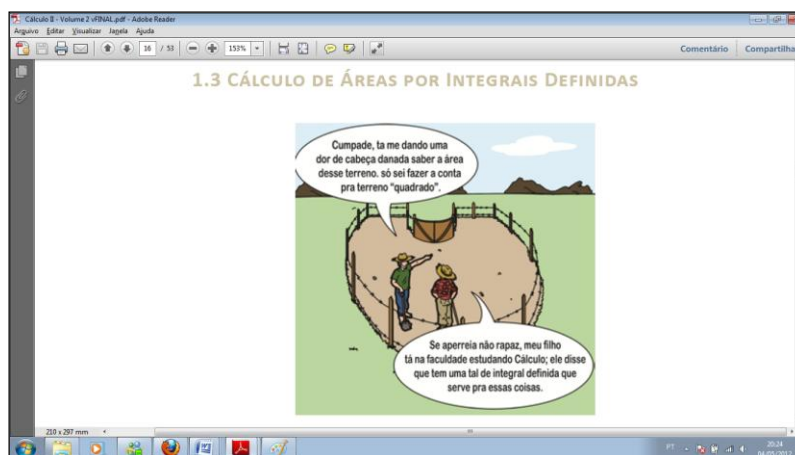 Cálculo II - Volume 2 vFINAL.pdf - Adobe Reader
Arquivo Editar Visualizar Janela Ajuda
16 / 53 153% Comentário Compartilha
1.3 CÁLCULO DE ÁREAS POR INTEGRAIS DEFINIDAS
Cumpade, ta me dando uma
dor de cabeça danada saber a área
desse terreno. só sei fazer a conta
pra terreno "quadrado".
Se aperreia não rapaz, meu filho
tá na faculdade estudando Cálculo; ele disse
que tem uma tal de integral definida que
serve pra essas coisas.
210 x 297 mm
PT 20:24
04/05/2012